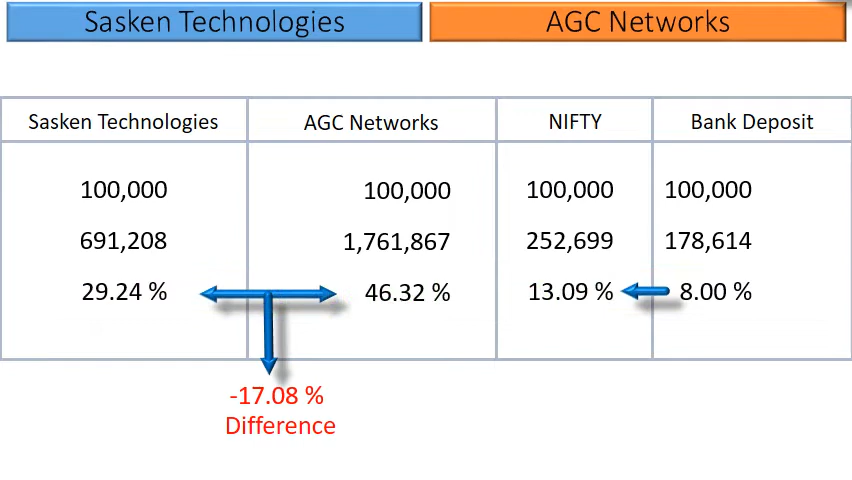 Sasken Technologies AGC Networks
Sasken Technologies AGC Networks NIFTY Bank Deposit
100,000 100,000 100,000 100,000
691,208 1,761,867 252,699 178,614
29.24 % 46.32 % 13.09 % 8.00 %
-17.08 %
Difference